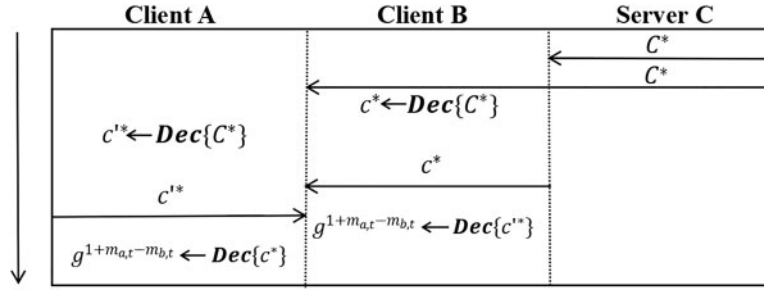 Client A Client B Server C
C*
C*
c* ← Dec{C*}
c'* ← Dec{C*}
c*
c'*
g^{1+m_{a,t}−m_{b,t}} ← Dec{c'*}
g^{1+m_{a,t}−m_{b,t}} ← Dec{c*}